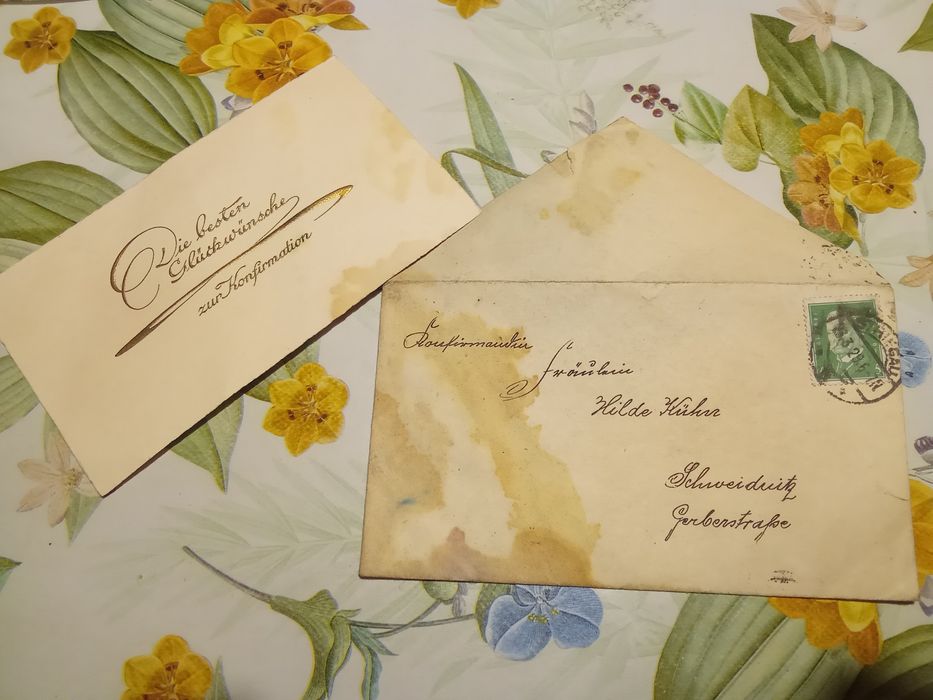 Die besten
Glückwünsche
zur Konfirmation
Konfirmandin
Fräulein
Hilde Kühn
Schweidnitz
Gerberstraße